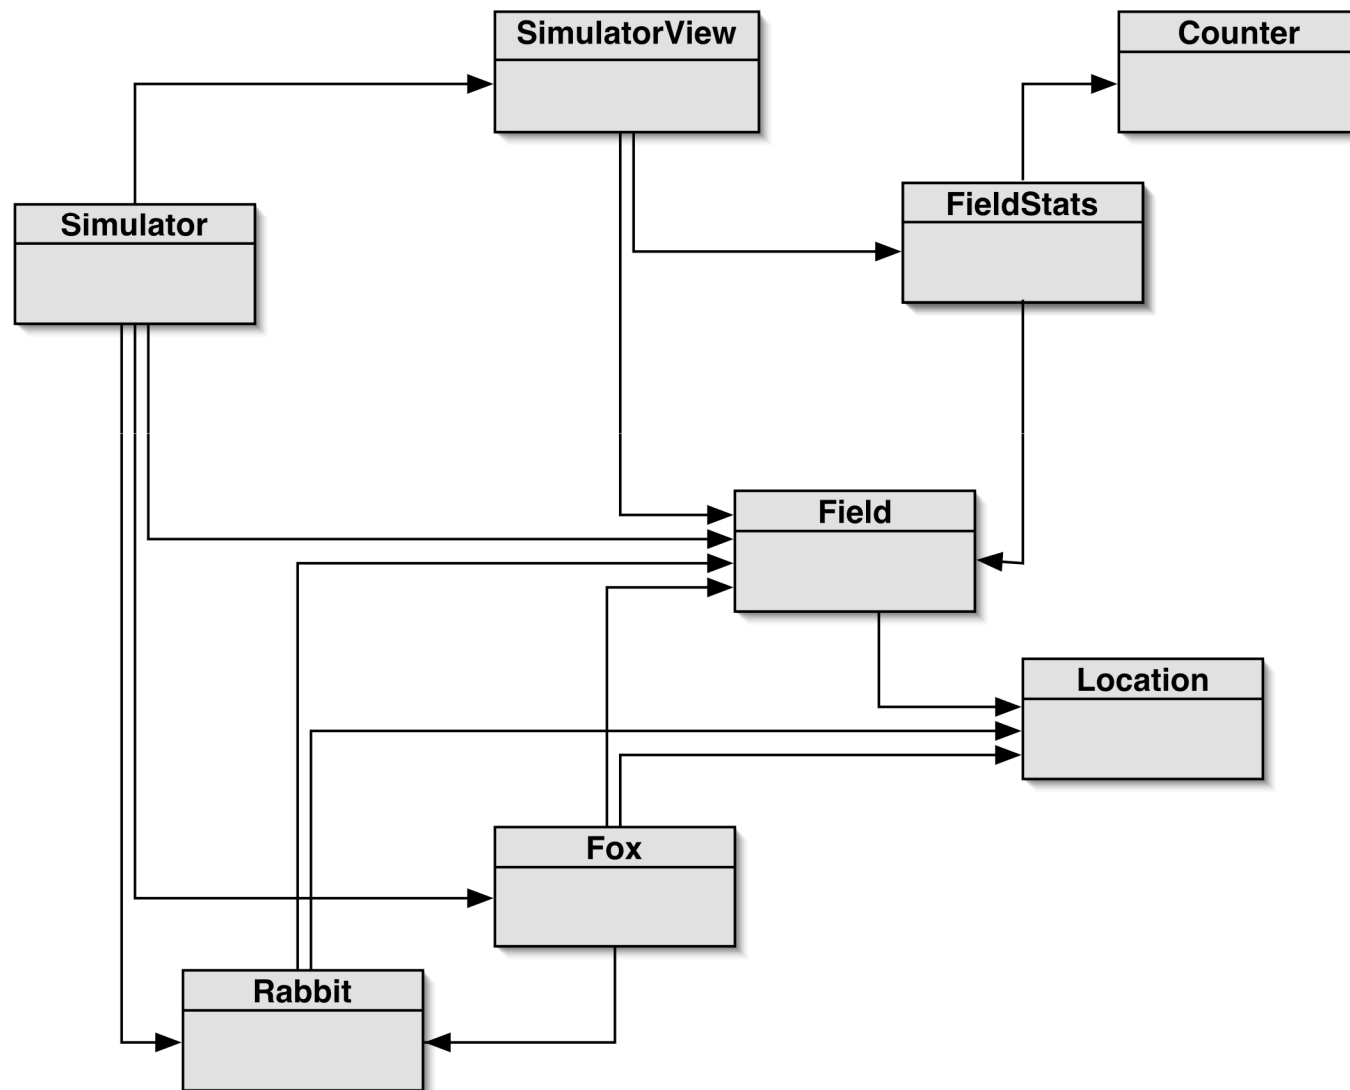 SimulatorView
Counter
Simulator
FieldStats
Field
Location
Fox
Rabbit